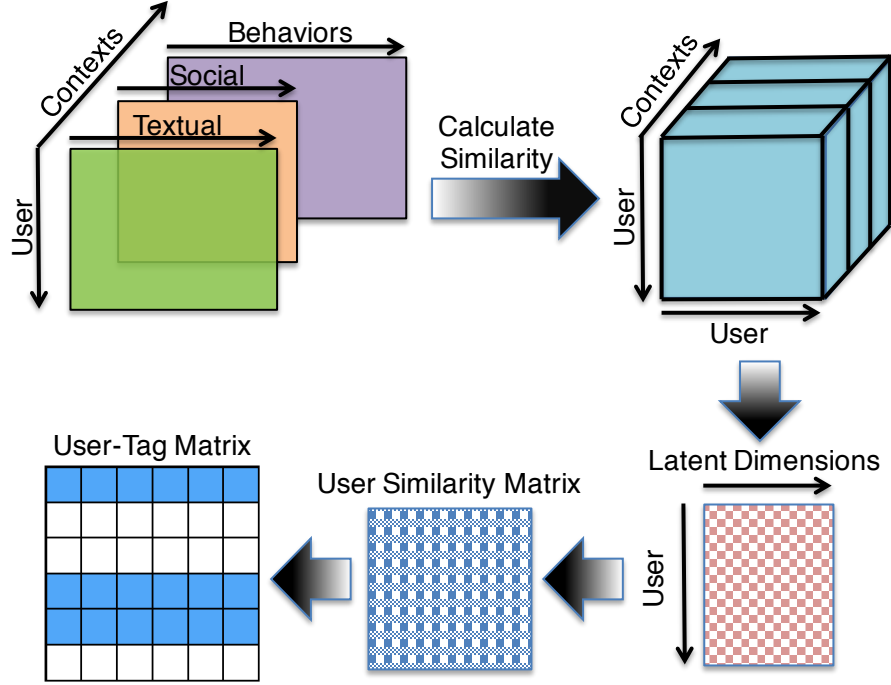 Behaviors
Contexts
Social
Textual
User
Calculate
Similarity
Contexts
User
User
User-Tag Matrix
User Similarity Matrix
Latent Dimensions
User